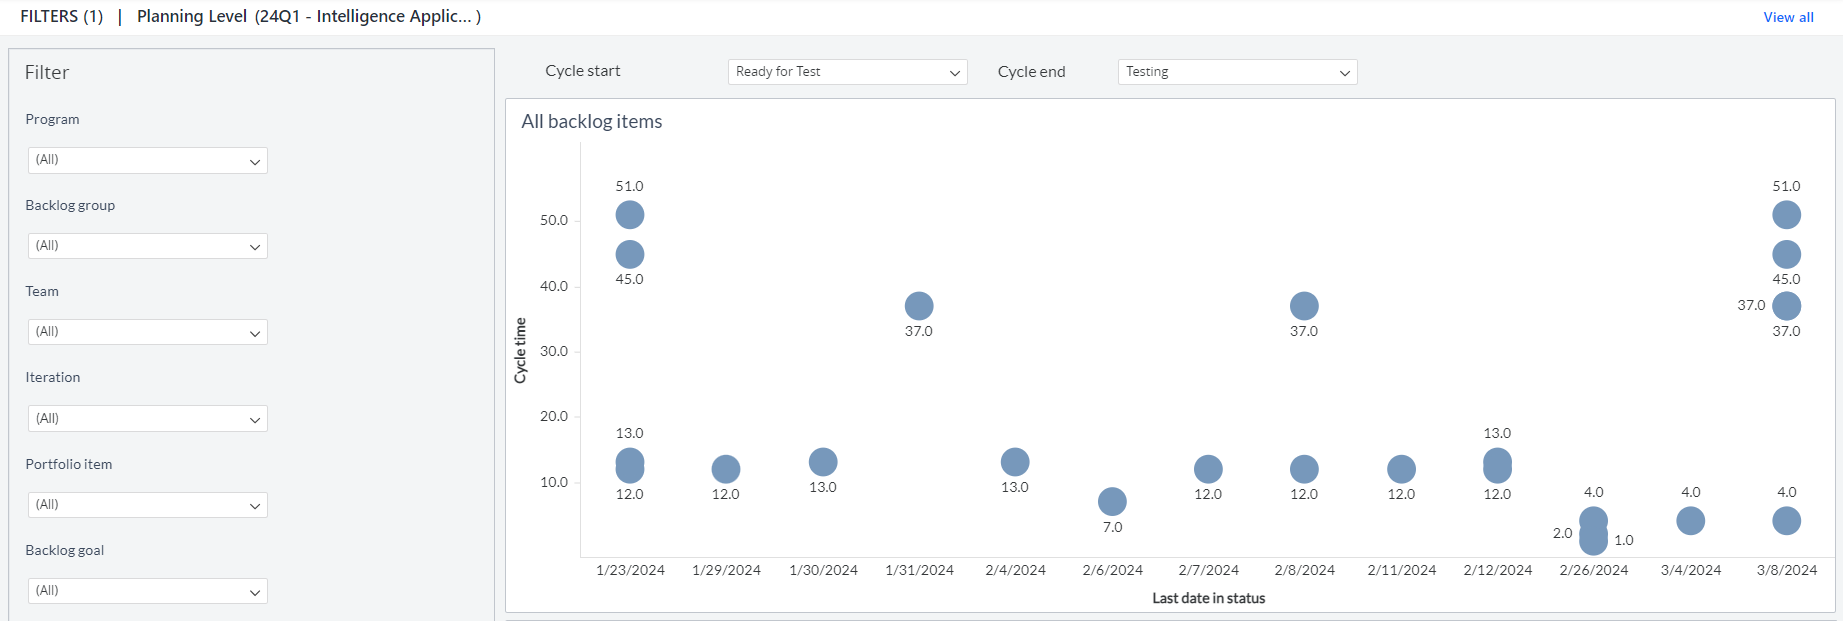 FILTERS (1) | Planning Level (24Q1 - Intelligence Applic... )
View all
Filter
Program
(All)
Backlog group
(All)
Team
(All)
Iteration
(All)
Portfolio item
(All)
Backlog goal
(All)
Cycle start
Ready for Test
Cycle end
Testing
All backlog items
Cycle time
50.0
40.0
30.0
20.0
10.0
51.0
45.0
13.0
12.0
12.0
13.0
37.0
13.0
7.0
12.0
37.0
12.0
12.0
13.0
12.0
4.0
2.0
1.0
4.0
51.0
45.0
37.0
37.0
4.0
1/23/2024 1/29/2024 1/30/2024 1/31/2024 2/4/2024 2/6/2024 2/7/2024 2/8/2024 2/11/2024 2/12/2024 2/26/2024 3/4/2024 3/8/2024
Last date in status